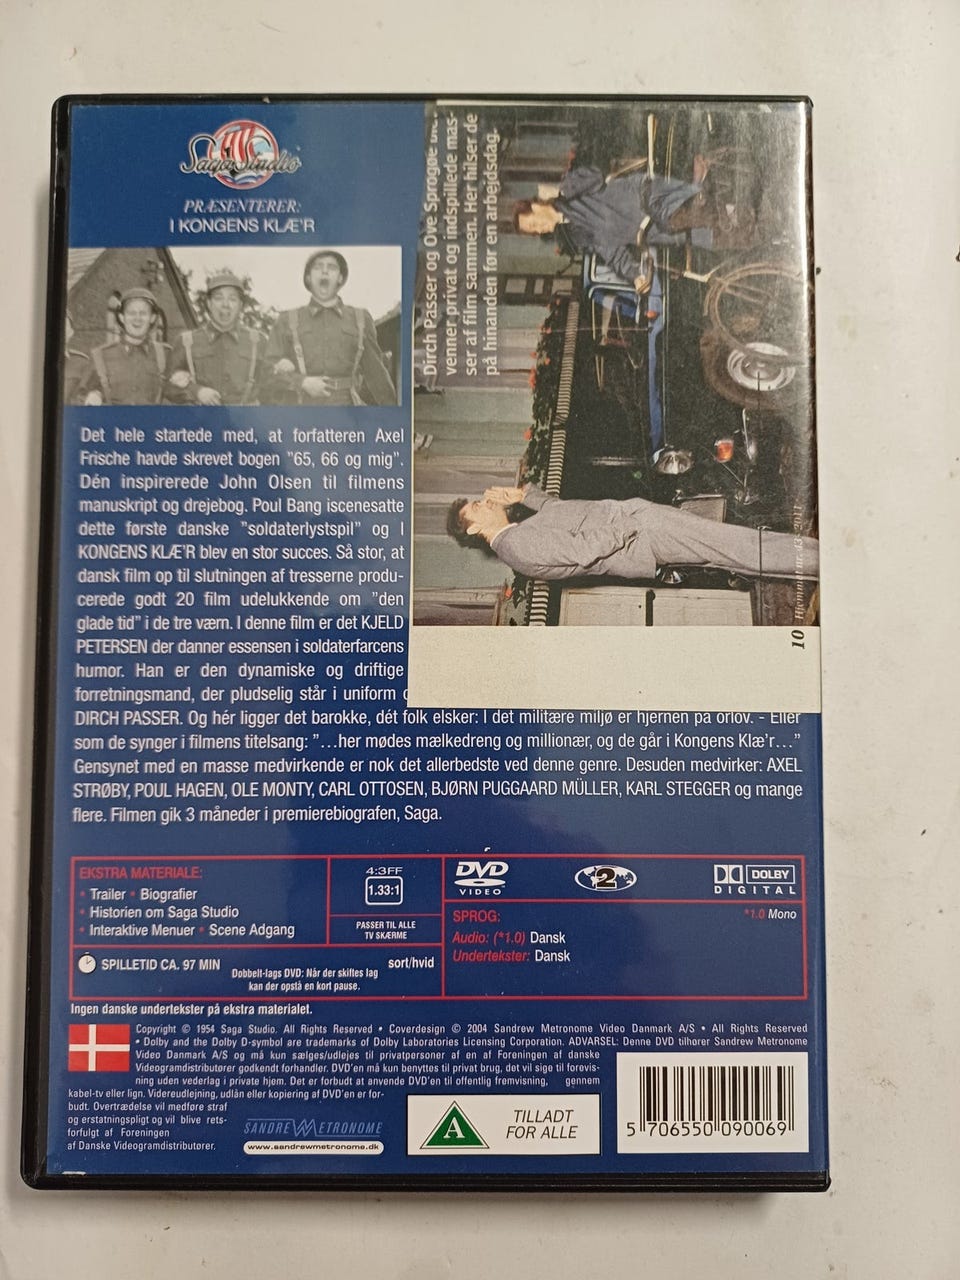 Saga Studio
PRÆSENTERER:
I KONGENS KLÆ'R
Dirch Passer og Ove Sprogøe
venner privat og indspillede mas-
ser af film sammen. Her hilser de
på hinanden før en arbejdsdag.
10 Hjemmet nr. 43 2011
Det hele startede med, at forfatteren Axel
Frische havde skrevet bogen "65, 66 og mig".
Dén inspirerede John Olsen til filmens
manuskript og drejebog. Poul Bang iscenesatte
dette første danske "soldaterlystspil" og I
KONGENS KLÆ'R blev en stor succes. Så stor, at
dansk film op til slutningen af tresserne produ-
cerede godt 20 film udelukkende om "den
glade tid" i de tre værn. I denne film er det KJELD
PETERSEN der danner essensen i soldaterfarcens
humor. Han er den dynamiske og driftige
forretningsmand, der pludselig står i uniform
DIRCH PASSER. Og hér ligger det barokke, dét folk elsker: I det militære miljø er hjernen på orlov. - Eller
som de synger i filmens titelsang: "...her mødes mælkedreng og millionær, og de går i Kongens Klæ'r..."
Gensynet med en masse medvirkende er nok det allerbedste ved denne genre. Desuden medvirker: AXEL
STRØBY, POUL HAGEN, OLE MONTY, CARL OTTOSEN, BJØRN PUGGAARD MÜLLER, KARL STEGGER og mange
flere. Filmen gik 3 måneder i premierebiografen, Saga.
EKSTRA MATERIALE:
• Trailer • Biografier
• Historien om Saga Studio
• Interaktive Menuer • Scene Adgang
4:3FF
1.33:1
PASSER TIL ALLE
TV SKÆRME
DVD
VIDEO
2
DOLBY
DIGITAL
SPROG:
*1.0 Mono
Audio: (*1.0) Dansk
Undertekster: Dansk
SPILLETID CA. 97 MIN
Dobbelt-lags DVD: Når der skiftes lag
kan der opstå en kort pause.
sort/hvid
Ingen danske undertekster på ekstra materialet.
Copyright © 1954 Saga Studio. All Rights Reserved • Coverdesign © 2004 Sandrew Metronome Video Danmark A/S • All Rights Reserved
• Dolby and the Dolby D-symbol are trademarks of Dolby Laboratories Licensing Corporation. ADVARSEL: Denne DVD tilhører Sandrew Metronome
Video Danmark A/S og må kun sælges/udlejes til privatpersoner af en af Foreningen af danske
Videogramdistributører godkendt forhandler. DVD'en må kun benyttes til privat brug, det vil sige til forevis-
ning uden vederlag i private hjem. Det er forbudt at anvende DVD'en til offentlig fremvisning, gennem
kabel-tv eller lign. Videreudlejning, udlån eller kopiering af DVD'en er for-
budt. Overtrædelse vil medføre straf
og erstatningspligt og vil blive rets-
forfulgt af Foreningen
af Danske Videogramdistributører.
SANDREW METRONOME
www.sandrewmetronome.dk
A
TILLADT
FOR ALLE
5 706550 090069